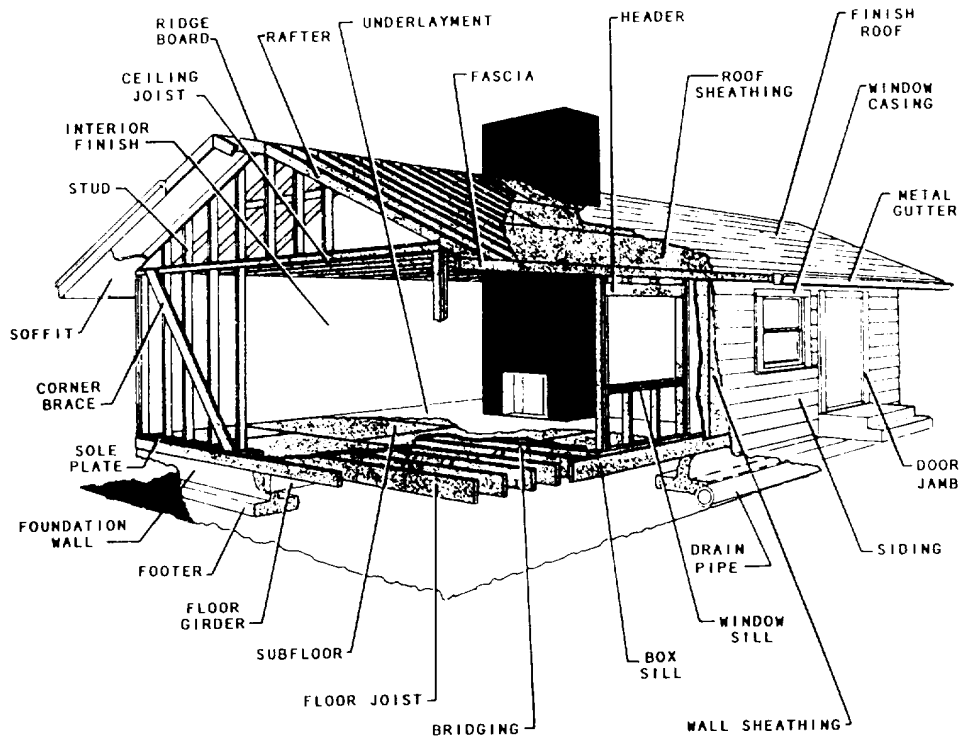 RIDGE
BOARD
RAFTER
UNDERLAYMENT
HEADER
FINISH
ROOF
CEILING
JOIST
FASCIA
ROOF
SHEATHING
WINDOW
CASING
INTERIOR
FINISH
STUD
METAL
GUTTER
SOFFIT
CORNER
BRACE
SOLE
PLATE
DOOR
JAMB
FOUNDATION
WALL
SIDING
DRAIN
PIPE
FOOTER
FLOOR
GIRDER
WINDOW
SILL
SUBFLOOR
BOX
SILL
FLOOR JOIST
BRIDGING
WALL SHEATHING